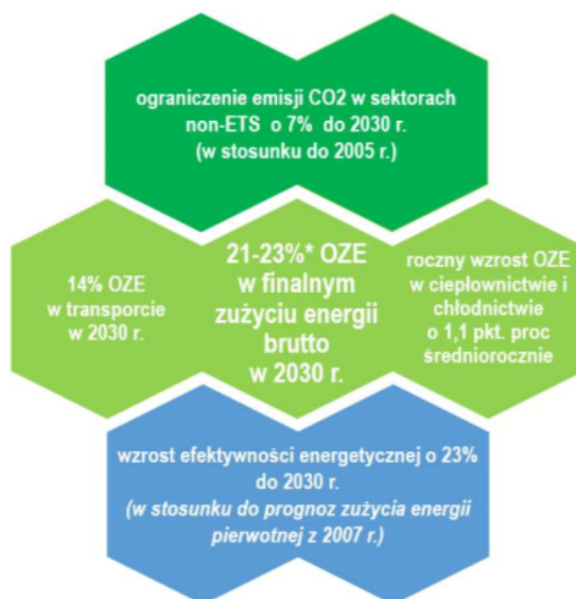 ograniczenie emisji CO2 w sektorach
non-ETS o 7% do 2030 r.
(w stosunku do 2005 r.)
14% OZE
w transporcie
w 2030 r.
21-23%* OZE
w finalnym
zużyciu energii
brutto
w 2030 r.
roczny wzrost OZE
w ciepłownictwie i
chłodnictwie
o 1,1 pkt. proc
średniorocznie
wzrost efektywności energetycznej o 23%
do 2030 r.
(w stosunku do prognoz zużycia energii
pierwotnej z 2007 r.)